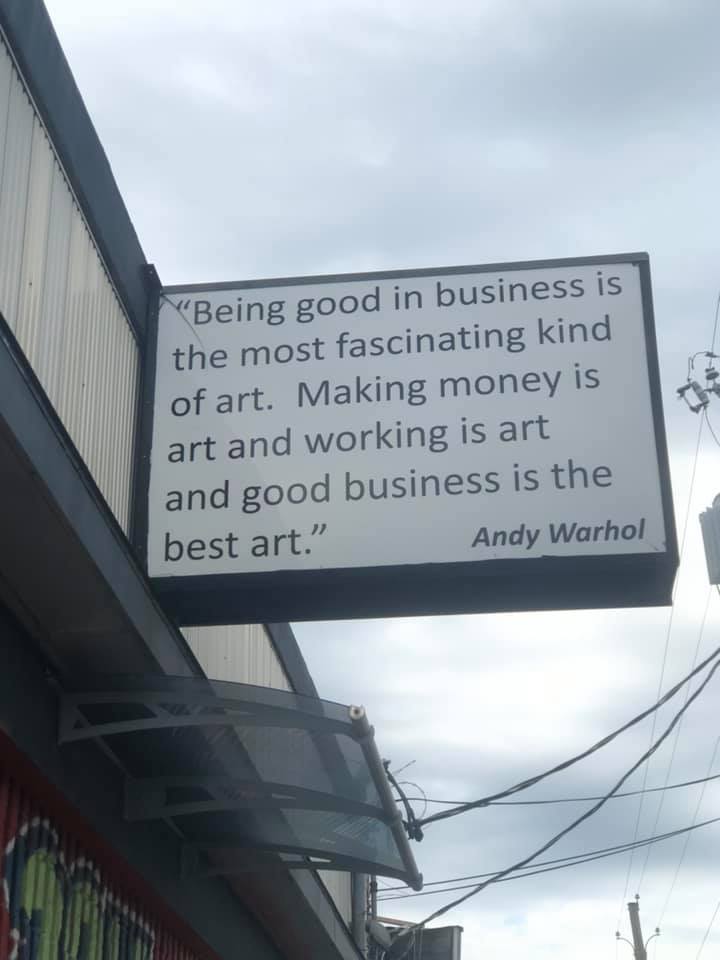 “Being good in business is
the most fascinating kind
of art.  Making money is
art and working is art
and good business is the
best art.”
Andy Warhol